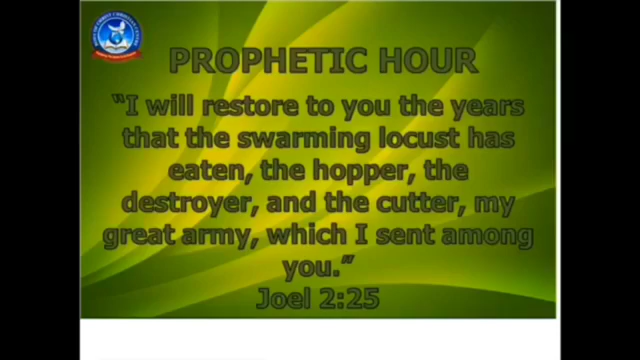 PROPHETIC HOUR
“I will restore to you the years
that the swarming locust has
eaten, the hopper, the
destroyer, and the cutter, my
great army, which I sent among
you.”
Joel 2:25